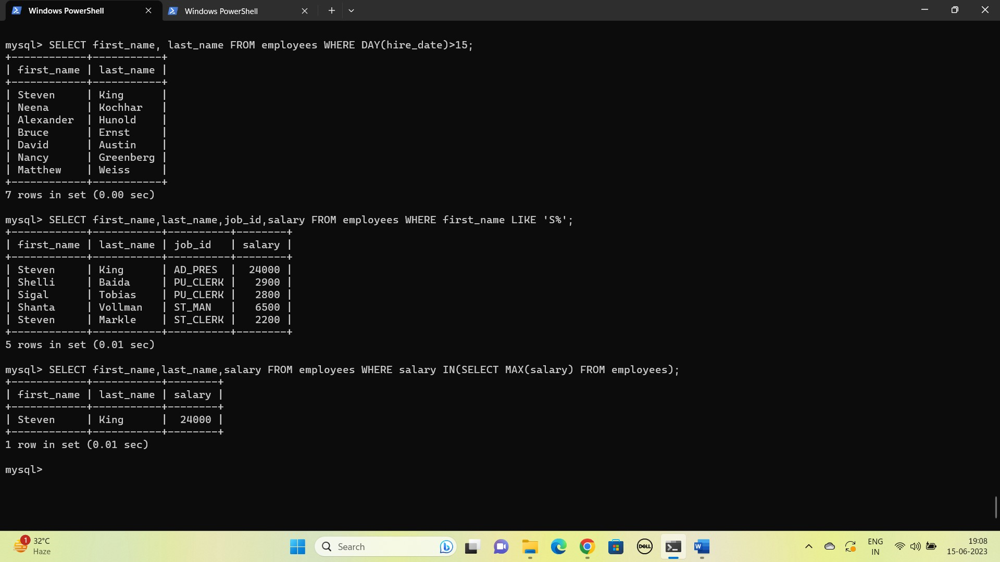 Windows PowerShell
Windows PowerShell
mysql> SELECT first_name, last_name FROM employees WHERE DAY(hire_date)>15;
+------------+-----------+
| first_name | last_name |
+------------+-----------+
| Steven     | King      |
| Neena      | Kochhar   |
| Alexander  | Hunold    |
| Bruce      | Ernst     |
| David      | Austin    |
| Nancy      | Greenberg |
| Matthew    | Weiss     |
+------------+-----------+
7 rows in set (0.00 sec)
mysql> SELECT first_name,last_name,job_id,salary FROM employees WHERE first_name LIKE 'S%';
+------------+-----------+----------+--------+
| first_name | last_name | job_id   | salary |
+------------+-----------+----------+--------+
| Steven     | King      | AD_PRES  |  24000 |
| Shelli     | Baida     | PU_CLERK |   2900 |
| Sigal      | Tobias    | PU_CLERK |   2800 |
| Shanta     | Vollman   | ST_MAN   |   6500 |
| Steven     | Markle    | ST_CLERK |   2200 |
+------------+-----------+----------+--------+
5 rows in set (0.01 sec)
mysql> SELECT first_name,last_name,salary FROM employees WHERE salary IN(SELECT MAX(salary) FROM employees);
+------------+-----------+--------+
| first_name | last_name | salary |
+------------+-----------+--------+
| Steven     | King      |  24000 |
+------------+-----------+--------+
1 row in set (0.01 sec)
mysql>
1
32°C
Haze
Search
DELL
W
ENG
IN
19:08
15-06-2023